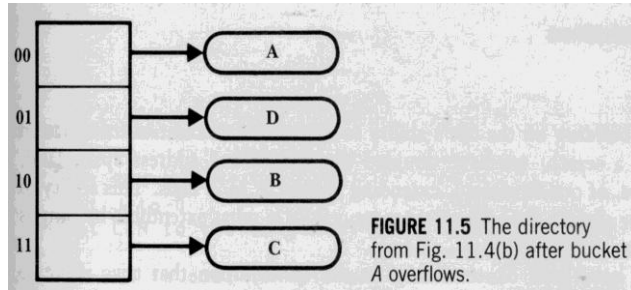 00 A
01 D
10 B
11 C
FIGURE 11.5 The directory
from Fig. 11.4(b) after bucket
A overflows.